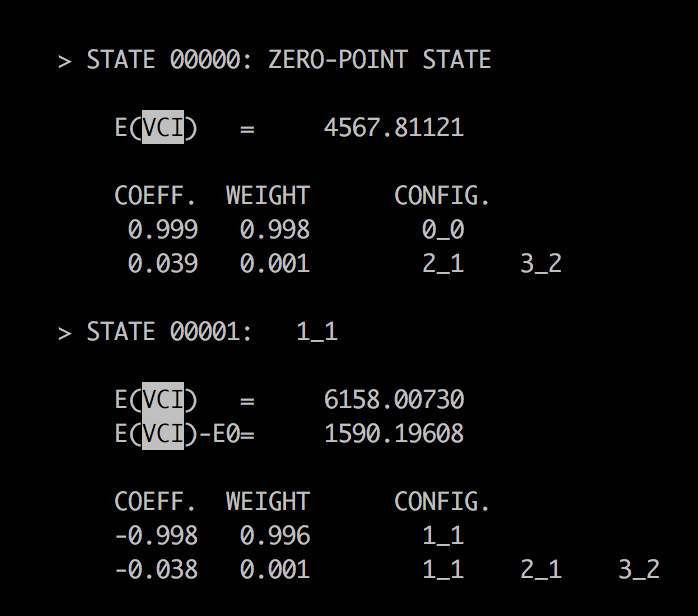 > STATE 00000: ZERO-POINT STATE
E(VCI) = 4567.81121
COEFF. WEIGHT CONFIG.
0.999 0.998 0_0
0.039 0.001 2_1 3_2
> STATE 00001: 1_1
E(VCI) = 6158.00730
E(VCI)-E0= 1590.19608
COEFF. WEIGHT CONFIG.
-0.998 0.996 1_1
-0.038 0.001 1_1 2_1 3_2